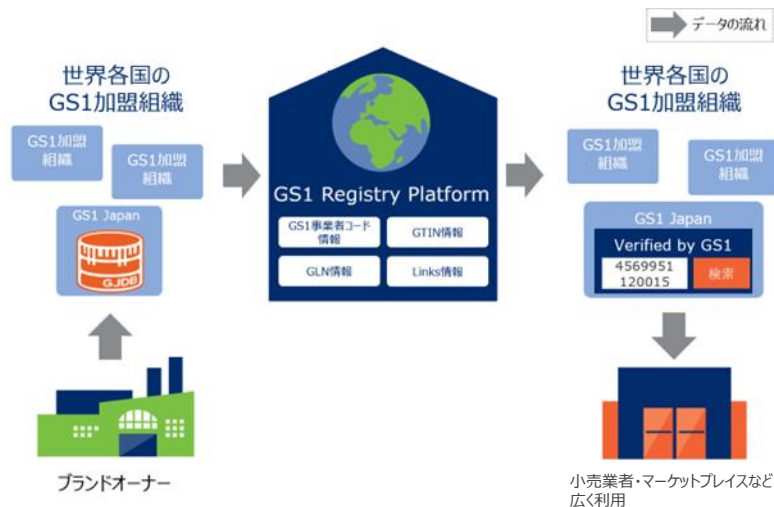 データの流れ
世界各国の
GS1加盟組織
GS1加盟
組織
GS1加盟
組織
GS1 Japan
GJDB
ブランドオーナー
GS1 Registry Platform
GS1事業者コード
情報
GTIN情報
GLN情報
Links情報
世界各国の
GS1加盟組織
GS1加盟
組織
GS1加盟
組織
GS1 Japan
Verified by GS1
4569951
120015
検索
小売業者・マーケットプレイスなど
広く利用